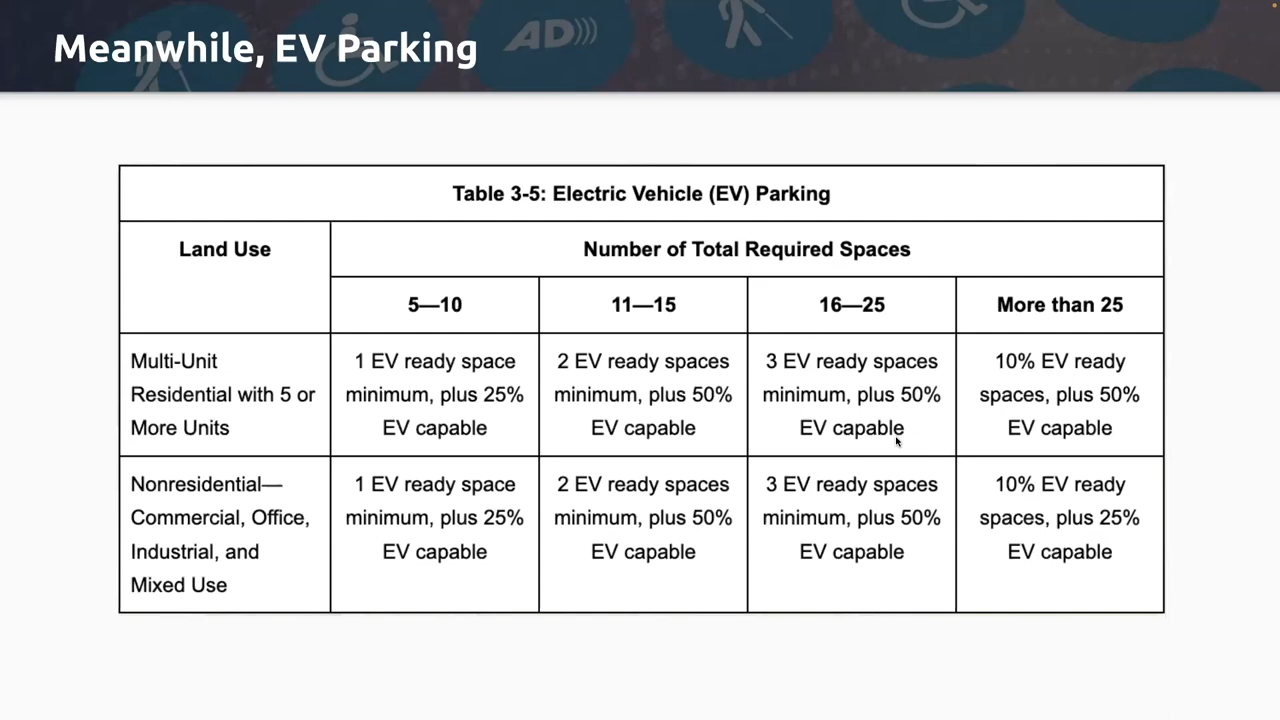 Meanwhile, EV Parking
AD)))
Table 3-5: Electric Vehicle (EV) Parking
Land Use
Number of Total Required Spaces
5—10
11—15
16—25
More than 25
Multi-Unit
Residential with 5 or
More Units
1 EV ready space
minimum, plus 25%
EV capable
2 EV ready spaces
minimum, plus 50%
EV capable
3 EV ready spaces
minimum, plus 50%
EV capable
10% EV ready
spaces, plus 50%
EV capable
Nonresidential—
Commercial, Office,
Industrial, and
Mixed Use
1 EV ready space
minimum, plus 25%
EV capable
2 EV ready spaces
minimum, plus 50%
EV capable
3 EV ready spaces
minimum, plus 50%
EV capable
10% EV ready
spaces, plus 25%
EV capable